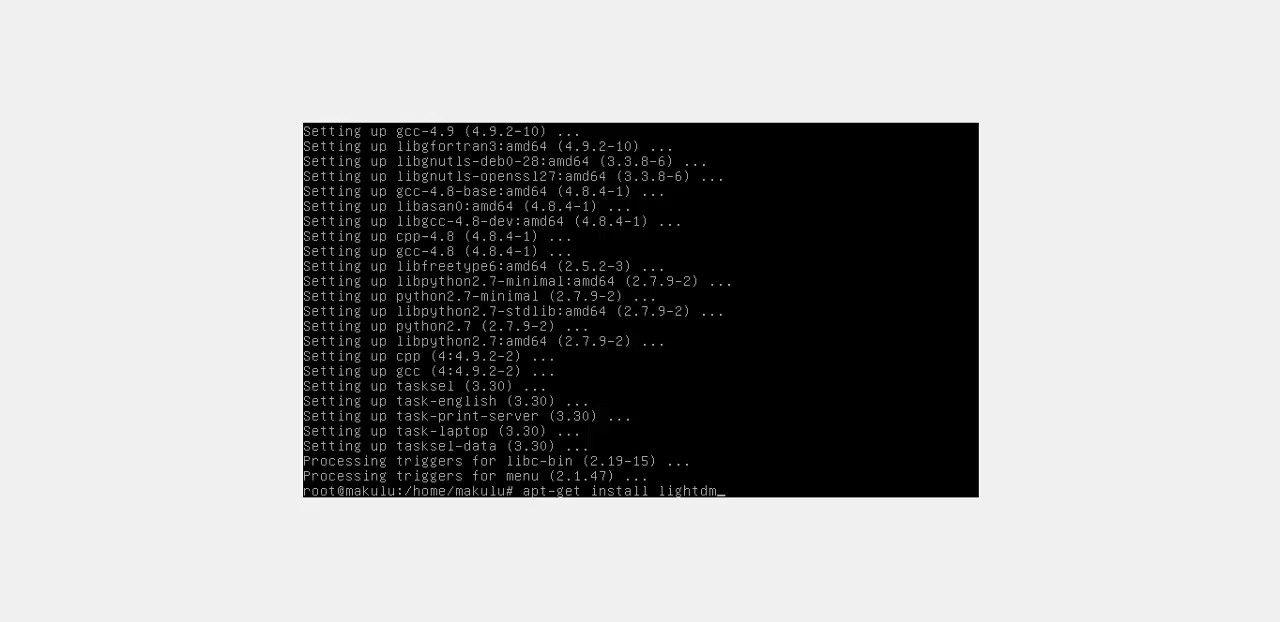 Setting up gcc-4.9 (4.9.2-10) ...
Setting up libgfortran3:amd64 (4.9.2-10) ...
Setting up libgnutls-deb0-28:amd64 (3.3.8-6) ...
Setting up libgnutls-openssl27:amd64 (3.3.8-6) ...
Setting up gcc-4.8-base:amd64 (4.8.4-1) ...
Setting up libasan0:amd64 (4.8.4-1) ...
Setting up libgcc-4.8-dev:amd64 (4.8.4-1) ...
Setting up cpp-4.8 (4.8.4-1) ...
Setting up gcc-4.8 (4.8.4-1) ...
Setting up libfreetype6:amd64 (2.5.2-3) ...
Setting up libpython2.7-minimal:amd64 (2.7.9-2) ...
Setting up python2.7-minimal (2.7.9-2) ...
Setting up libpython2.7-stdlib:amd64 (2.7.9-2) ...
Setting up python2.7 (2.7.9-2) ...
Setting up libpython2.7:amd64 (2.7.9-2) ...
Setting up cpp (4:4.9.2-2) ...
Setting up gcc (4:4.9.2-2) ...
Setting up tasksel (3.30) ...
Setting up task-english (3.30) ...
Setting up task-print-server (3.30) ...
Setting up task-laptop (3.30) ...
Setting up tasksel-data (3.30) ...
Processing triggers for libc-bin (2.19-15) ...
Processing triggers for menu (2.1.47) ...
root@makulu:/home/makulu# apt-get install lightdm_